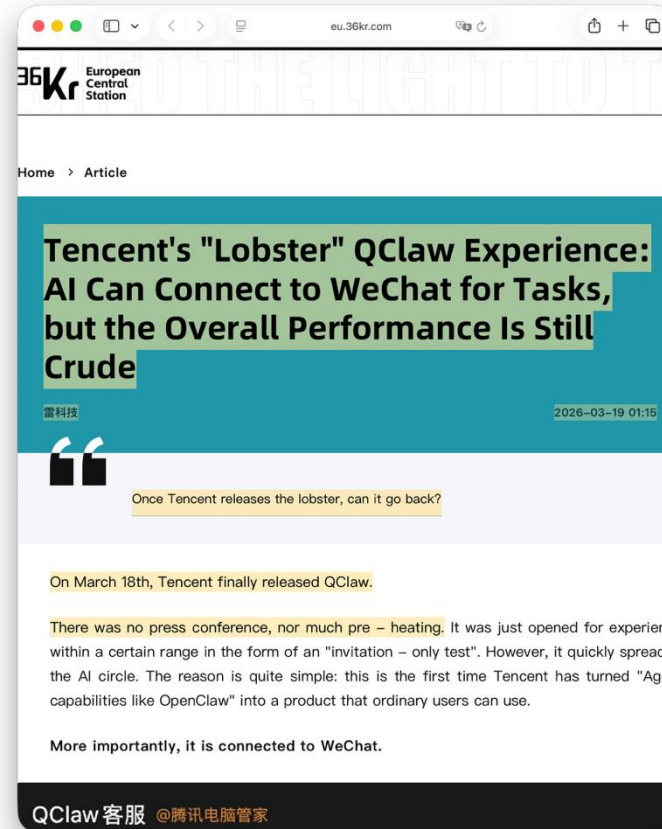 eu.36kr.com
36Kr European
Central
Station
Home > Article
Tencent's "Lobster" QClaw Experience:
AI Can Connect to WeChat for Tasks,
but the Overall Performance Is Still
Crude
雷科技 2026-03-19 01:15
Once Tencent releases the lobster, can it go back?
On March 18th, Tencent finally released QClaw.
There was no press conference, nor much pre – heating. It was just opened for experien
within a certain range in the form of an "invitation – only test". However, it quickly spread
the AI circle. The reason is quite simple: this is the first time Tencent has turned "Ag
capabilities like OpenClaw" into a product that ordinary users can use.
More importantly, it is connected to WeChat.
QClaw客服 @腾讯电脑管家